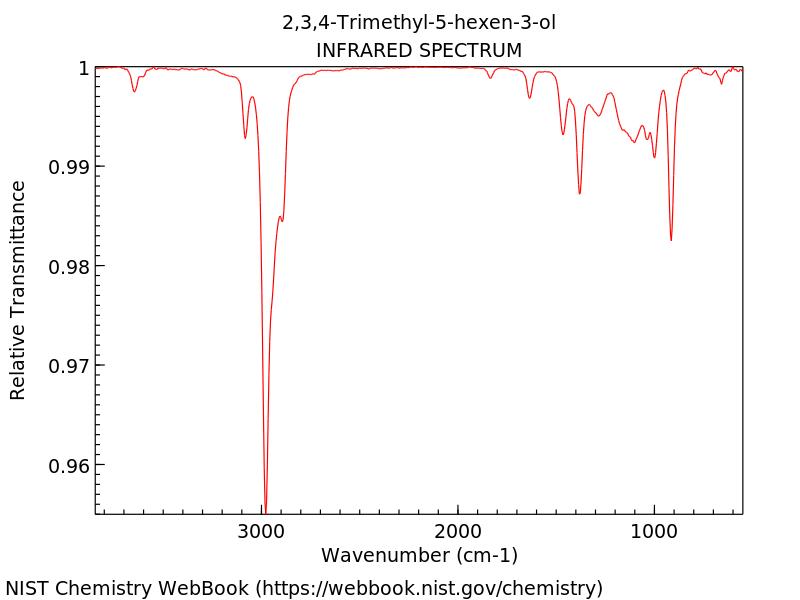 2,3,4-Trimethyl-5-hexen-3-ol
INFRARED SPECTRUM
1
0.99
0.98
0.97
0.96
Relative Transmittance
3000 2000 1000
Wavenumber (cm-1)
NIST Chemistry WebBook (https://webbook.nist.gov/chemistry)